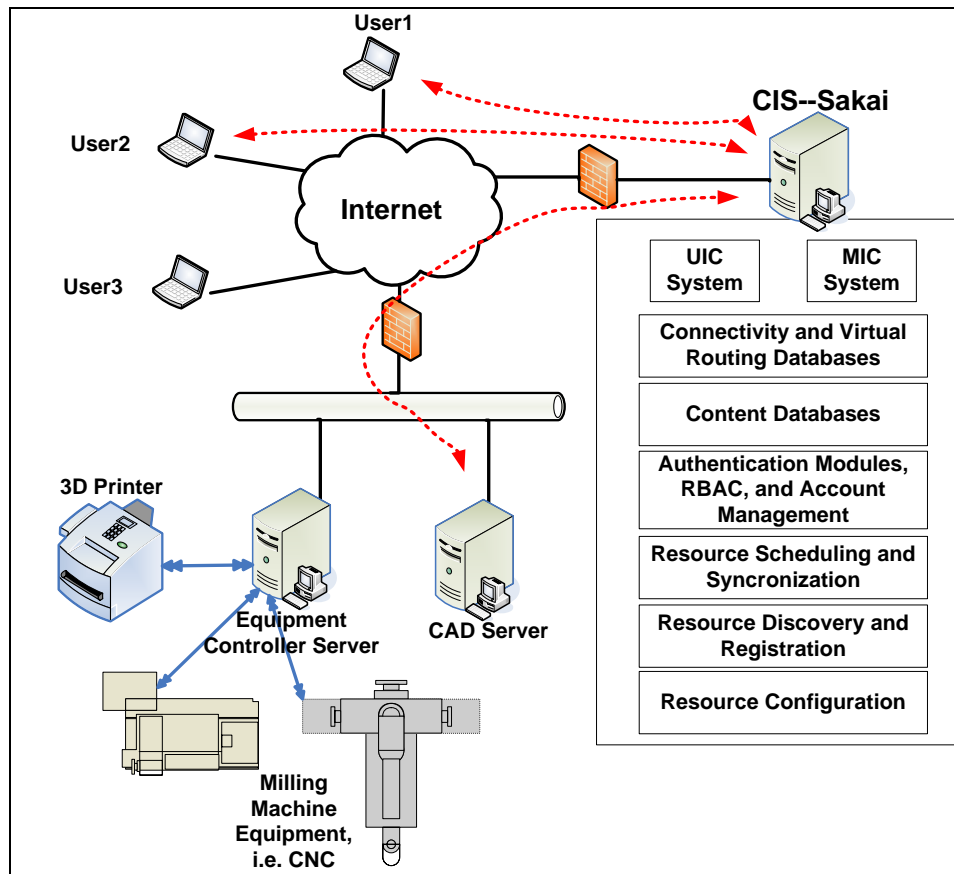 User1
CIS--Sakai
User2
Internet
User3
UIC
System
MIC
System
Connectivity and Virtual
Routing Databases
Content Databases
Authentication Modules,
RBAC, and Account
Management
Resource Scheduling and
Syncronization
Resource Discovery and
Registration
Resource Configuration
3D Printer
Equipment
Controller Server
CAD Server
Milling
Machine
Equipment,
i.e. CNC